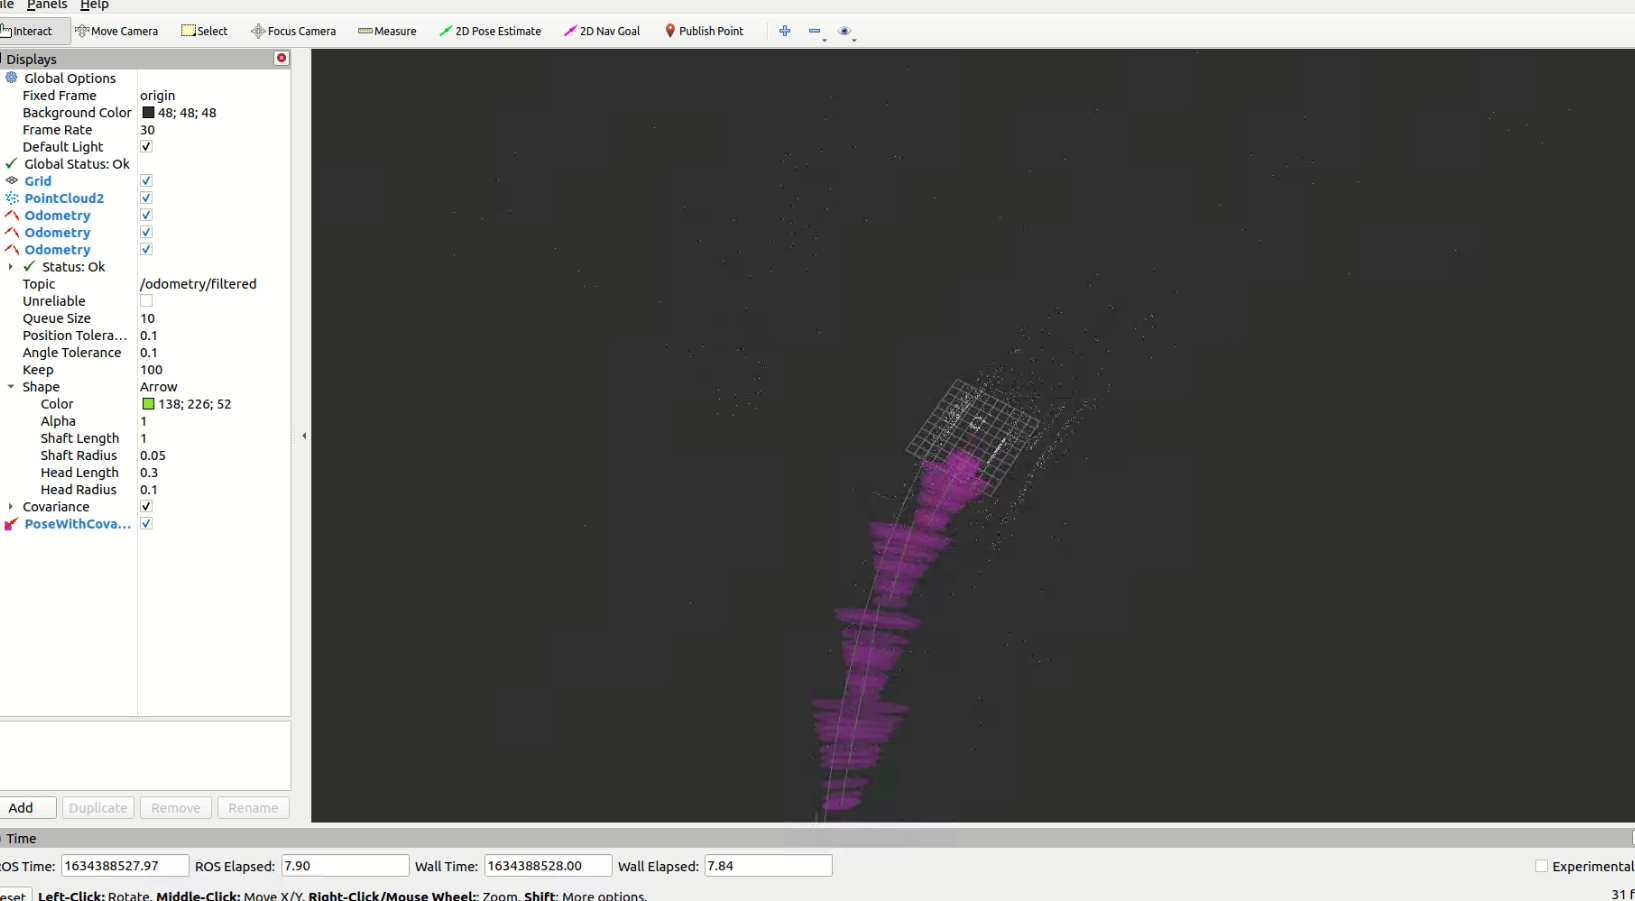 ile Panels Help
Interact Move Camera Select Focus Camera Measure 2D Pose Estimate 2D Nav Goal Publish Point
Displays
Global Options
Fixed Frame origin
Background Color 48; 48; 48
Frame Rate 30
Default Light
Global Status: Ok
Grid
PointCloud2
Odometry
Odometry
Odometry
Status: Ok
Topic /odometry/filtered
Unreliable
Queue Size 10
Position Tolera... 0.1
Angle Tolerance 0.1
Keep 100
Shape Arrow
Color 138; 226; 52
Alpha 1
Shaft Length 1
Shaft Radius 0.05
Head Length 0.3
Head Radius 0.1
Covariance
PoseWithCova...
Add Duplicate Remove Rename
Time
ROS Time: 1634388527.97 ROS Elapsed: 7.90 Wall Time: 1634388528.00 Wall Elapsed: 7.84 Experimental
eset Left-Click: Rotate. Middle-Click: Move X/Y. Right-Click/Mouse Wheel:: Zoom. Shift: More options. 31 f